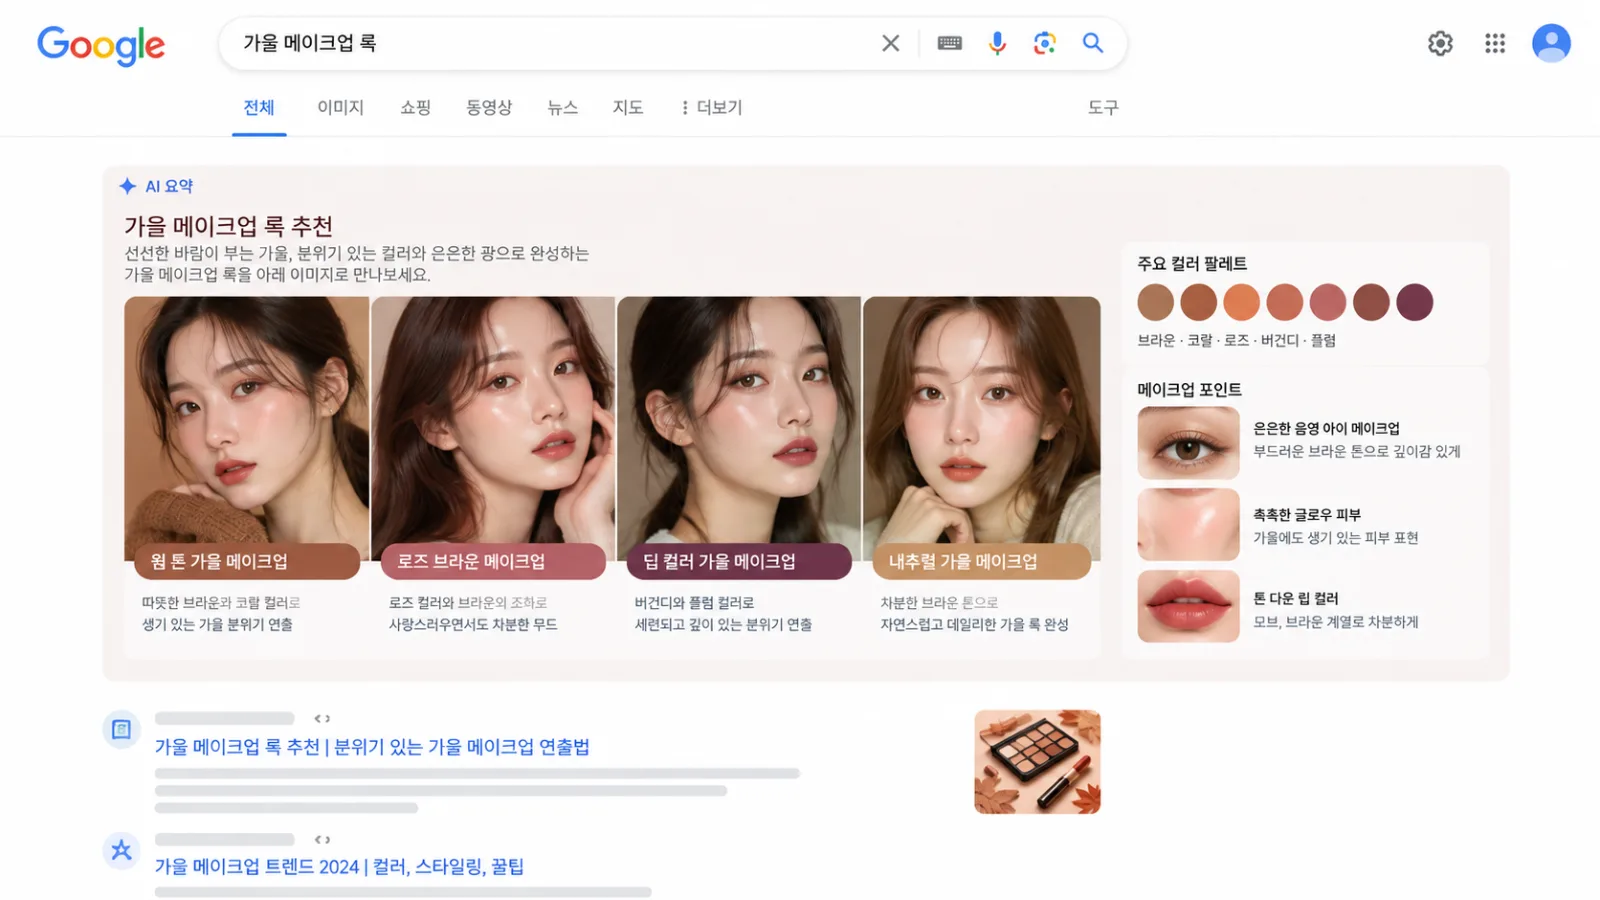 Google
가울 메이크업 룩
전체
이미지
쇼핑
동영상
뉴스
지도
더보기
도구
AI 요약
가을 메이크업 룩 추천
선선한 바람이 부는 가을, 분위기 있는 컬러와 은은한 광으로 완성하는
가을 메이크업 룩을 아래 이미지로 만나보세요.
웜 톤 가을 메이크업
따뜻한 브라운과 코랄 컬러로
생기 있는 가을 분위기 연출
로즈 브라운 메이크업
로즈 컬러와 브라운의 조하로
사랑스러우면서도 차분한 무드
딥 컬러 가을 메이크업
버건디와 플럼 컬러로
세련되고 깊이 있는 분위기 연출
내추럴 가을 메이크업
차분한 브라운 톤으로
자연스럽고 데일리한 가을 룩 완성
주요 컬러 팔레트
브라운 · 코랄 · 로즈 · 버건디 · 플럼
메이크업 포인트
은은한 음영 아이 메이크업
부드러운 브라운 톤으로 깊이감 있게
촉촉한 글로우 피부
가을에도 생기 있는 피부 표현
톤 다운 립 컬러
모브, 브라운 계열로 차분하게
가을 메이크업 룩 추천 | 분위기 있는 가을 메이크업 연출법
가을 메이크업 트렌드 2024 | 컬러, 스타일링, 꿀팁